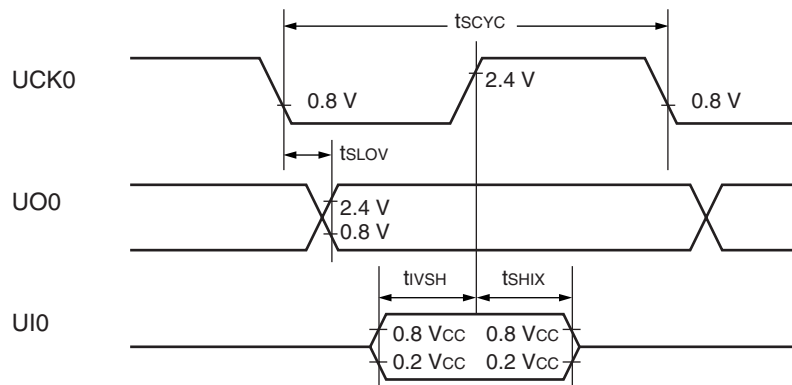 tSCYC
UCK0
0.8 V
2.4 V
0.8 V
tSLOV
UO0
2.4 V
0.8 V
tIVSH
tSHIX
UI0
0.8 VCC
0.8 VCC
0.2 VCC
0.2 VCC